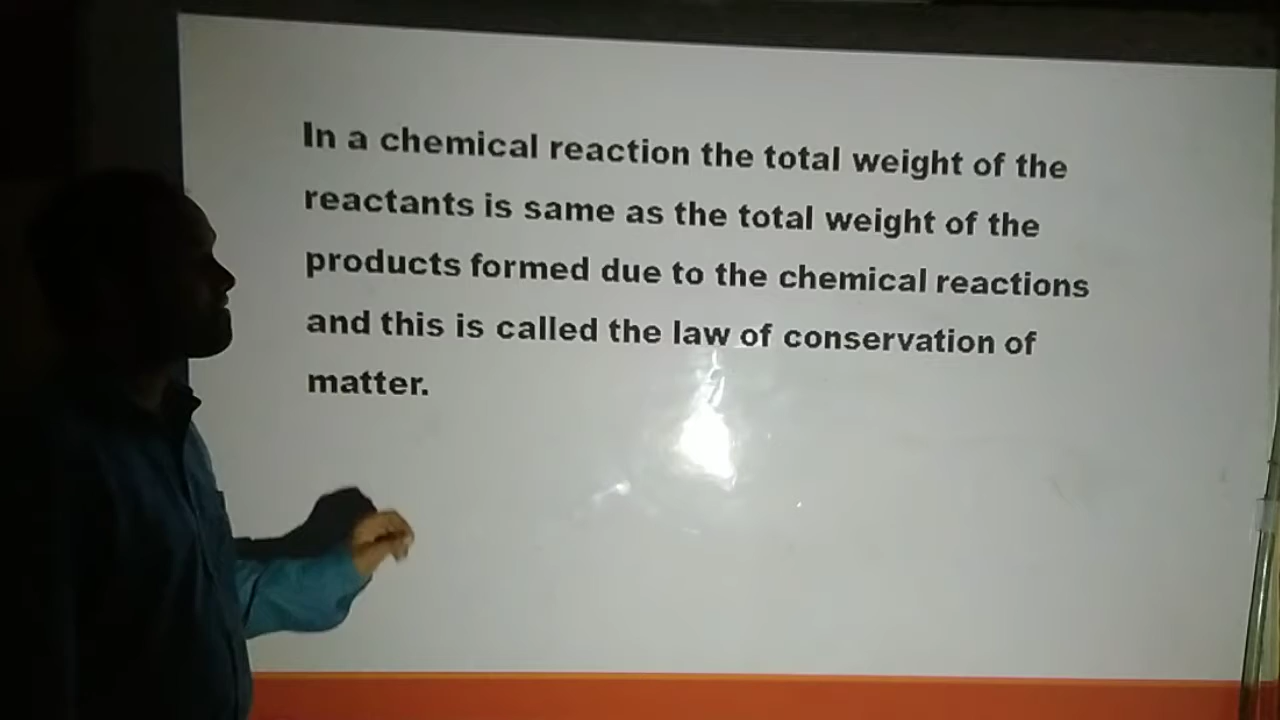 In a chemical reaction the total weight of the
reactants is same as the total weight of the
products formed due to the chemical reactions
and this is called the law of conservation of
matter.